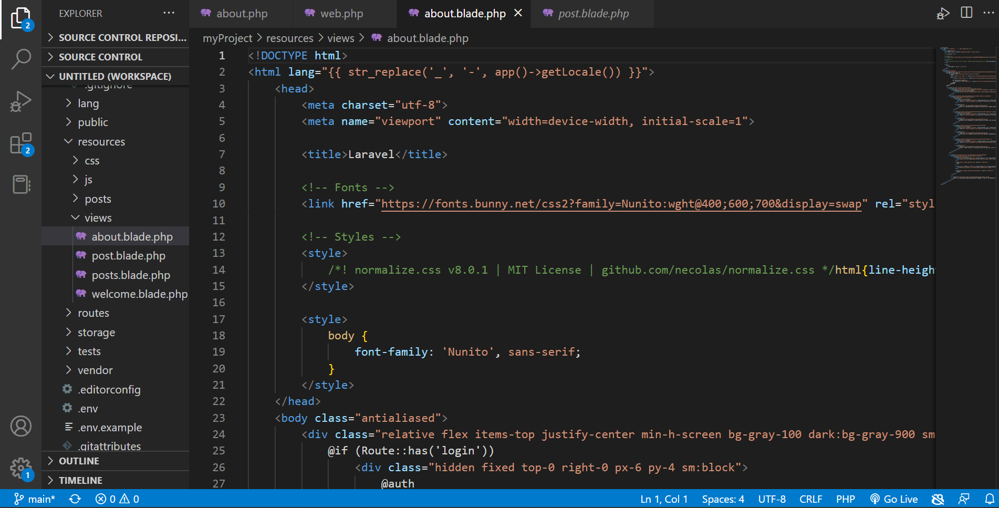 EXPLORER
about.php
web.php
about.blade.php
post.blade.php
2
SOURCE CONTROL REPOSI...
SOURCE CONTROL
UNTITLED (WORKSPACE)
.gitignore
lang
public
resources
css
js
posts
views
about.blade.php
post.blade.php
posts.blade.php
welcome.blade.php
routes
storage
tests
vendor
.editorconfig
.env
.env.example
.gitattributes
OUTLINE
TIMELINE
2
1
myProject > resources > views > about.blade.php
1 <!DOCTYPE html>
2 <html lang="{{ str_replace('_', '-', app()->getLocale()) }}">
3 <head>
4 <meta charset="utf-8">
5 <meta name="viewport" content="width=device-width, initial-scale=1">
6
7 <title>Laravel</title>
8
9 <!-- Fonts -->
10 <link href="https://fonts.bunny.net/css2?family=Nunito:wght@400;600;700&display=swap" rel="styl
11
12 <!-- Styles -->
13 <style>
14 /*! normalize.css v8.0.1 | MIT License | github.com/necolas/normalize.css */html{line-heigh
15 </style>
16
17 <style>
18 body {
19 font-family: 'Nunito', sans-serif;
20 }
21 </style>
22 </head>
23 <body class="antialiased">
24 <div class="relative flex items-top justify-center min-h-screen bg-gray-100 dark:bg-gray-900 sm
25 @if (Route::has('login'))
26 <div class="hidden fixed top-0 right-0 px-6 py-4 sm:block">
27 @auth
main* 0 0
Ln 1, Col 1 Spaces: 4 UTF-8 CRLF PHP Go Live